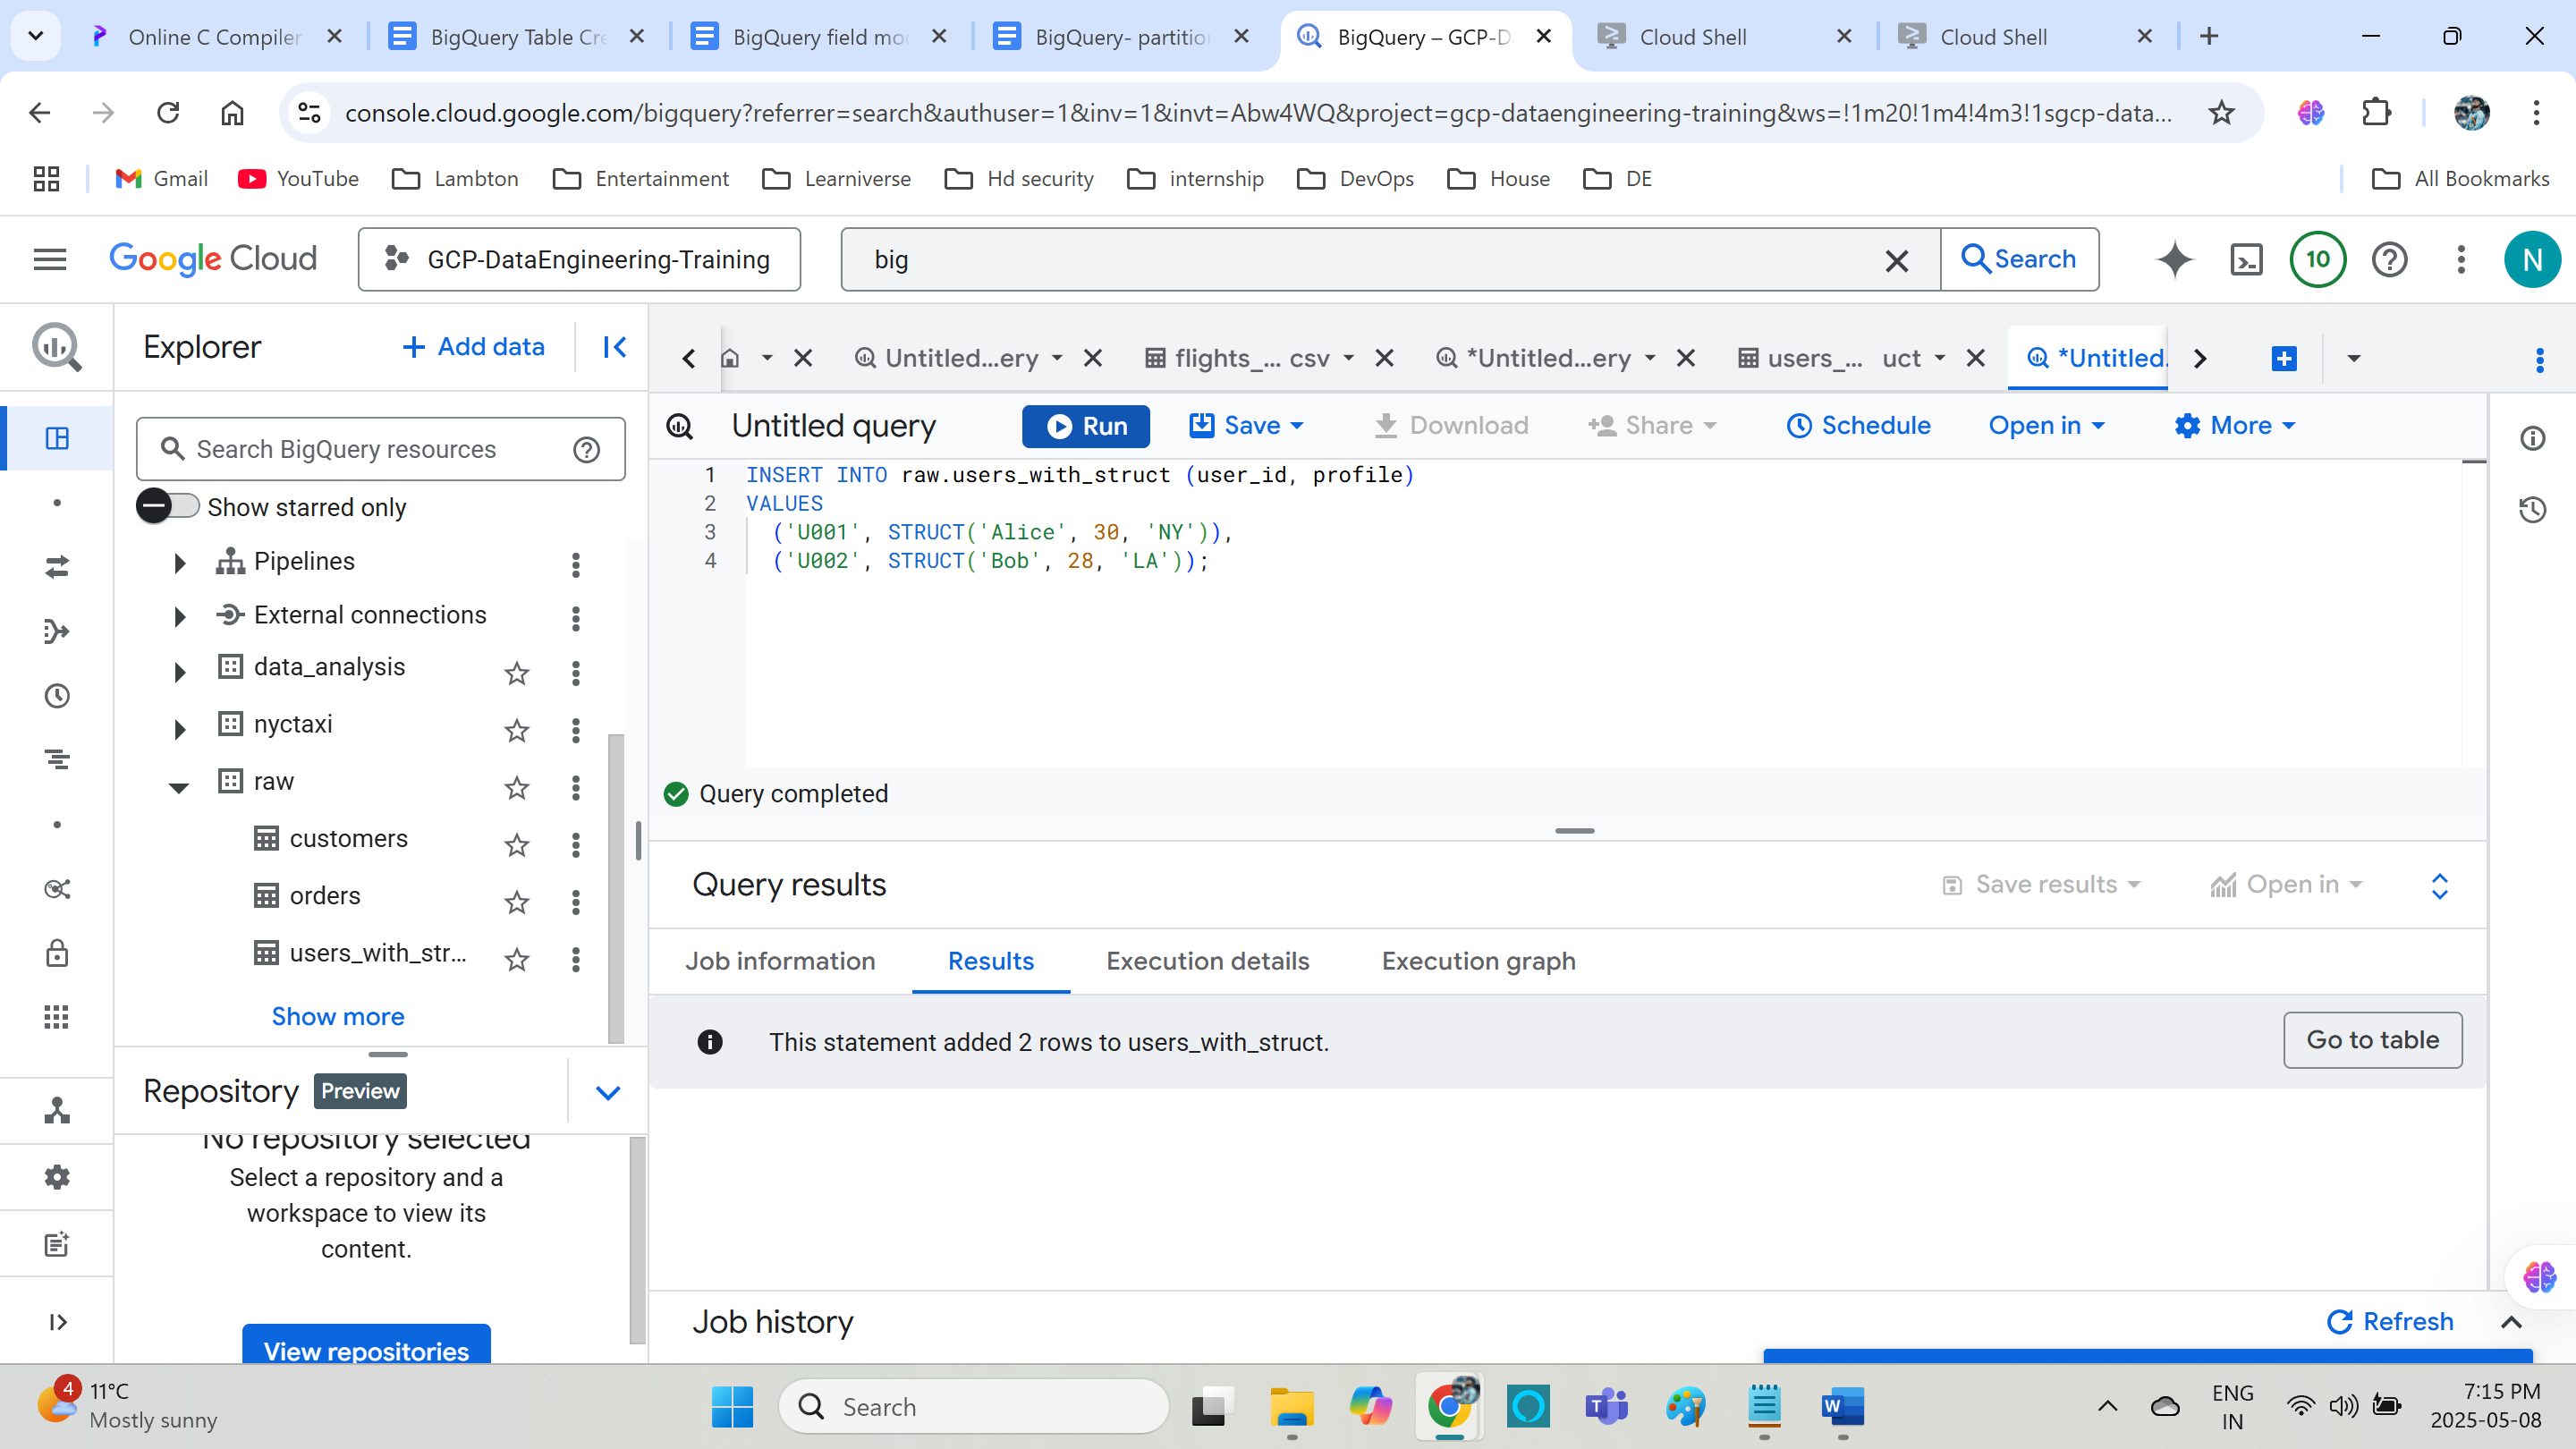 Online C Compiler
BigQuery Table Cre
BigQuery field mo
BigQuery- partition
BigQuery – GCP-D
Cloud Shell
Cloud Shell
console.cloud.google.com/bigquery?referrer=search&authuser=1&inv=1&invt=Abw4WQ&project=gcp-dataengineering-training&ws=!1m20!1m4!4m3!1sgcp-data...
Gmail
YouTube
Lambton
Entertainment
Learniverse
Hd security
internship
DevOps
House
DE
All Bookmarks
Google Cloud
GCP-DataEngineering-Training
big
Search
10
N
Explorer
+ Add data
Untitled...ery
flights_... csv
*Untitled...ery
users_... uct
*Untitled.
Search BigQuery resources
Untitled query
Run
Save
Download
Share
Schedule
Open in
More
Show starred only
1 INSERT INTO raw.users_with_struct (user_id, profile)
2 VALUES
3 ('U001', STRUCT('Alice', 30, 'NY')),
4 ('U002', STRUCT('Bob', 28, 'LA'));
Pipelines
External connections
data_analysis
nyctaxi
raw
customers
orders
users_with_str...
Show more
Query completed
Query results
Save results
Open in
Job information
Results
Execution details
Execution graph
This statement added 2 rows to users_with_struct.
Go to table
Repository Preview
No repository selected
Select a repository and a
workspace to view its
content.
View repositories
Job history
Refresh
4
11°C
Mostly sunny
Search
ENG
IN
7:15 PM
2025-05-08